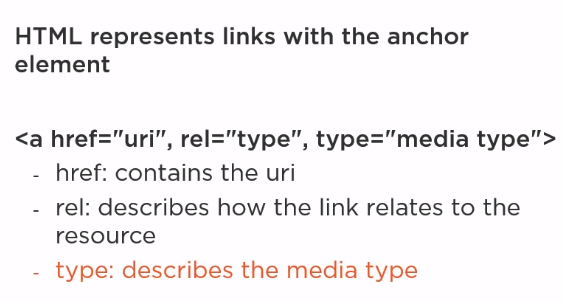 HTML represents links with the anchor
element
<a href="uri", rel="type", type="media type">
- href: contains the uri
- rel: describes how the link relates to the
resource
- type: describes the media type